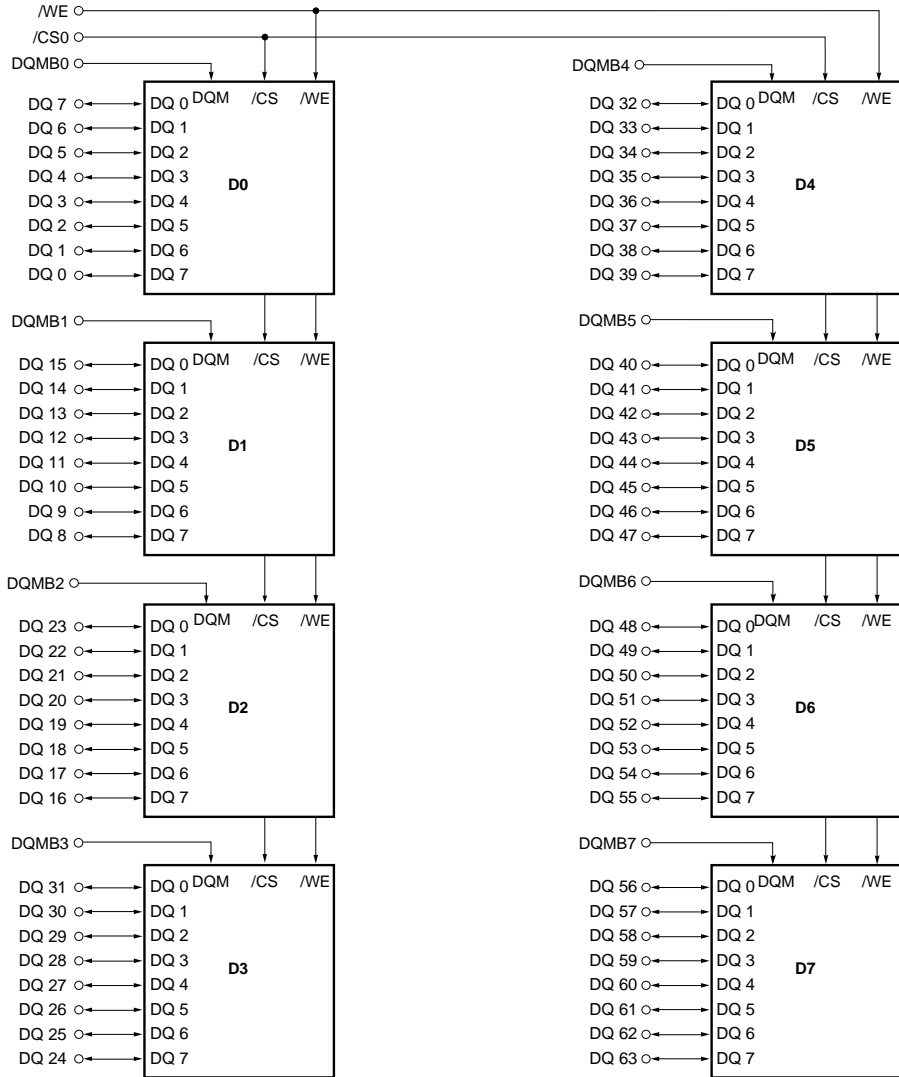 /WE
/CS0
DQMB0
DQM /CS /WE
DQ 7 DQ 0
DQ 6 DQ 1
DQ 5 DQ 2
DQ 4 DQ 3
D0
DQ 3 DQ 4
DQ 2 DQ 5
DQ 1 DQ 6
DQ 0 DQ 7
DQMB1
DQM /CS /WE
DQ 15 DQ 0
DQ 14 DQ 1
DQ 13 DQ 2
DQ 12 DQ 3
D1
DQ 11 DQ 4
DQ 10 DQ 5
DQ 9 DQ 6
DQ 8 DQ 7
DQMB2
DQM /CS /WE
DQ 23 DQ 0
DQ 22 DQ 1
DQ 21 DQ 2
DQ 20 DQ 3
D2
DQ 19 DQ 4
DQ 18 DQ 5
DQ 17 DQ 6
DQ 16 DQ 7
DQMB3
DQM /CS /WE
DQ 31 DQ 0
DQ 30 DQ 1
DQ 29 DQ 2
DQ 28 DQ 3
D3
DQ 27 DQ 4
DQ 26 DQ 5
DQ 25 DQ 6
DQ 24 DQ 7
DQMB4
DQM /CS /WE
DQ 32 DQ 0
DQ 33 DQ 1
DQ 34 DQ 2
DQ 35 DQ 3
D4
DQ 36 DQ 4
DQ 37 DQ 5
DQ 38 DQ 6
DQ 39 DQ 7
DQMB5
DQM /CS /WE
DQ 40 DQ 0
DQ 41 DQ 1
DQ 42 DQ 2
DQ 43 DQ 3
D5
DQ 44 DQ 4
DQ 45 DQ 5
DQ 46 DQ 6
DQ 47 DQ 7
DQMB6
DQM /CS /WE
DQ 48 DQ 0
DQ 49 DQ 1
DQ 50 DQ 2
DQ 51 DQ 3
D6
DQ 52 DQ 4
DQ 53 DQ 5
DQ 54 DQ 6
DQ 55 DQ 7
DQMB7
DQM /CS /WE
DQ 56 DQ 0
DQ 57 DQ 1
DQ 58 DQ 2
DQ 59 DQ 3
D7
DQ 60 DQ 4
DQ 61 DQ 5
DQ 62 DQ 6
DQ 63 DQ 7